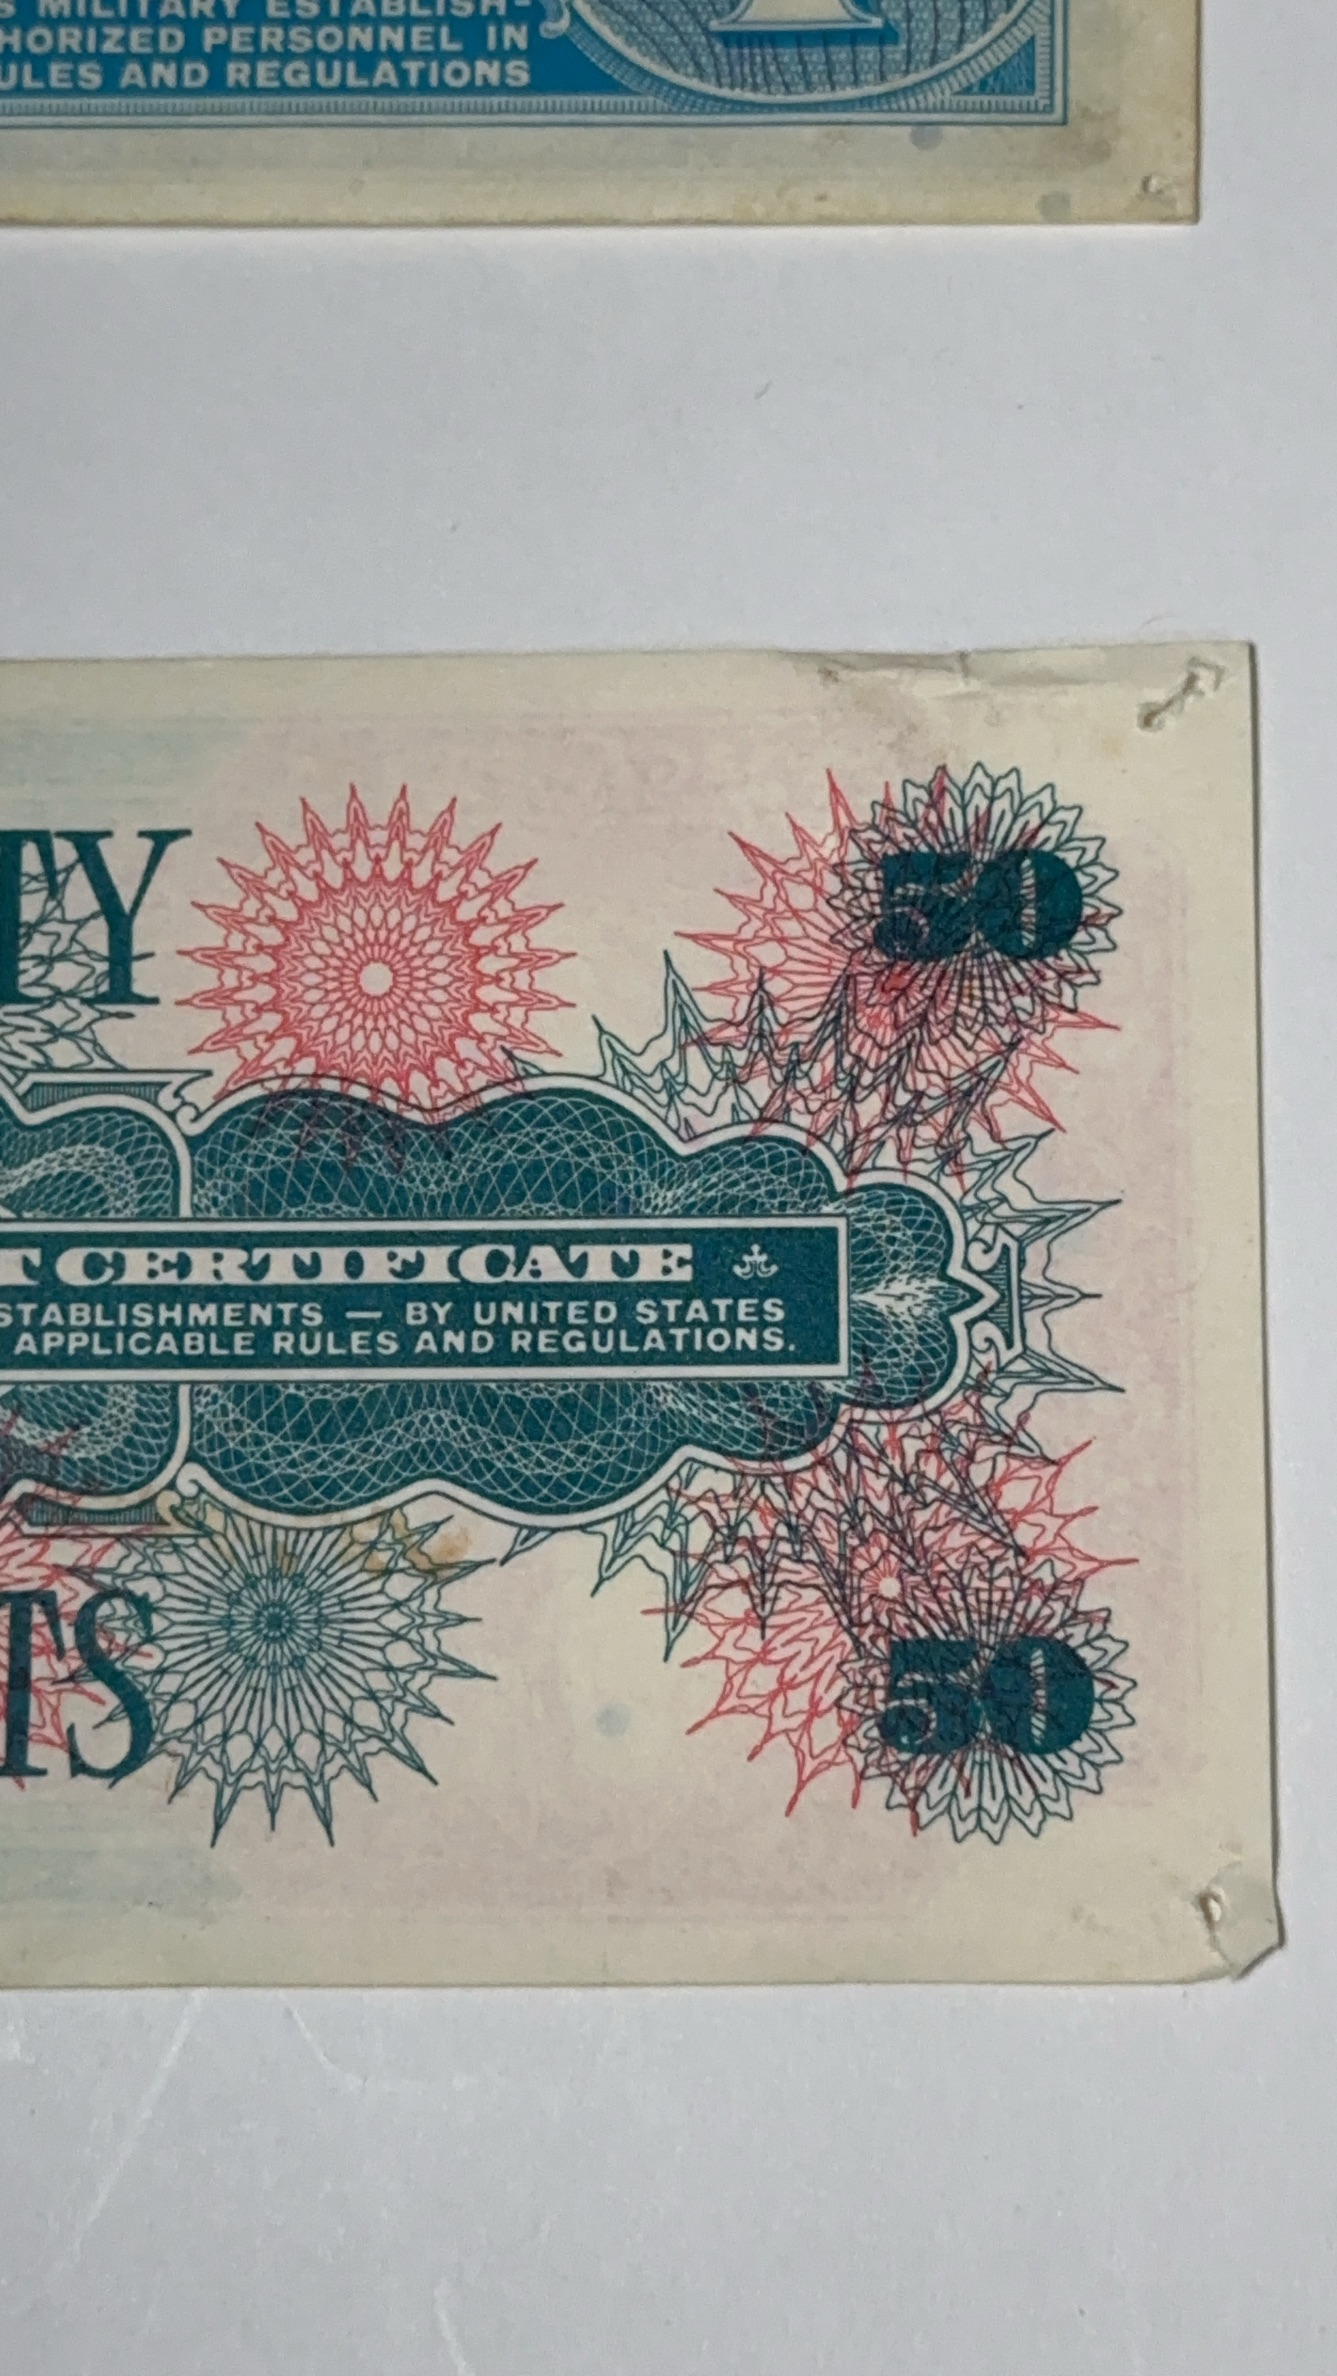 S MILITARY ESTABLISH-
HORIZED PERSONNEL IN
ULES AND REGULATIONS
50
TY
T CERTIFICATE
STABLISHMENTS — BY UNITED STATES
APPLICABLE RULES AND REGULATIONS.
TS
50